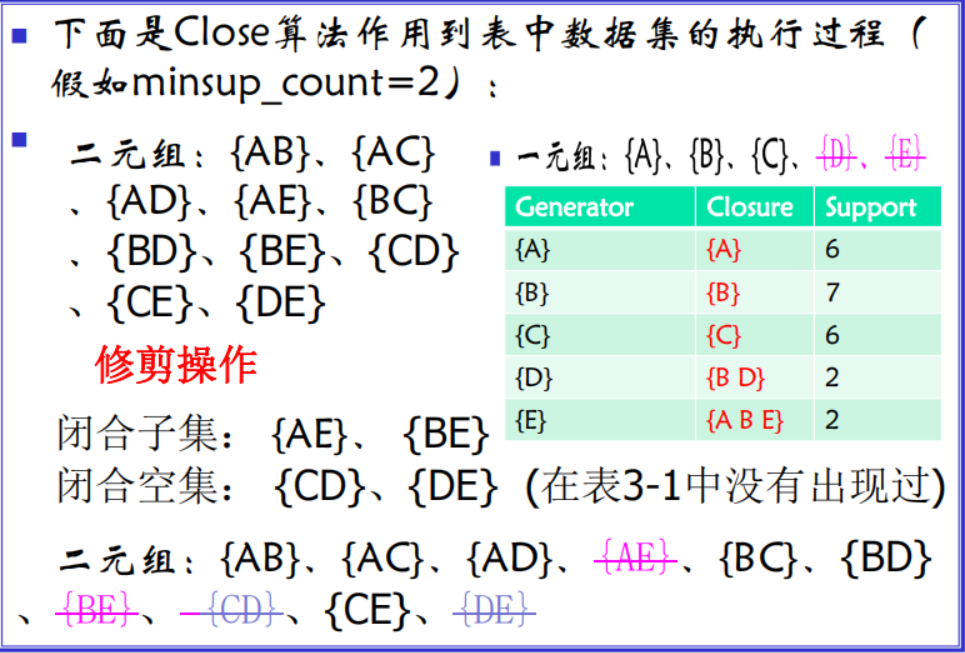 下面是Close算法作用到表中数据集的执行过程（
假如minsup_count=2）：
二元组：{AB}、{AC}
、{AD}、{AE}、{BC}
、{BD}、{BE}、{CD}
、{CE}、{DE}
修剪操作
闭合子集： {AE}、 {BE}
闭合空集： {CD}、{DE} (在表3-1中没有出现过)
一元组：{A}、{B}、{C}、{D}、{E}
Generator Closure Support
{A} {A} 6
{B} {B} 7
{C} {C} 6
{D} {B D} 2
{E} {A B E} 2
二元组：{AB}、{AC}、{AD}、{AE}、{BC}、{BD}
、{BE}、{CD}、{CE}、{DE}